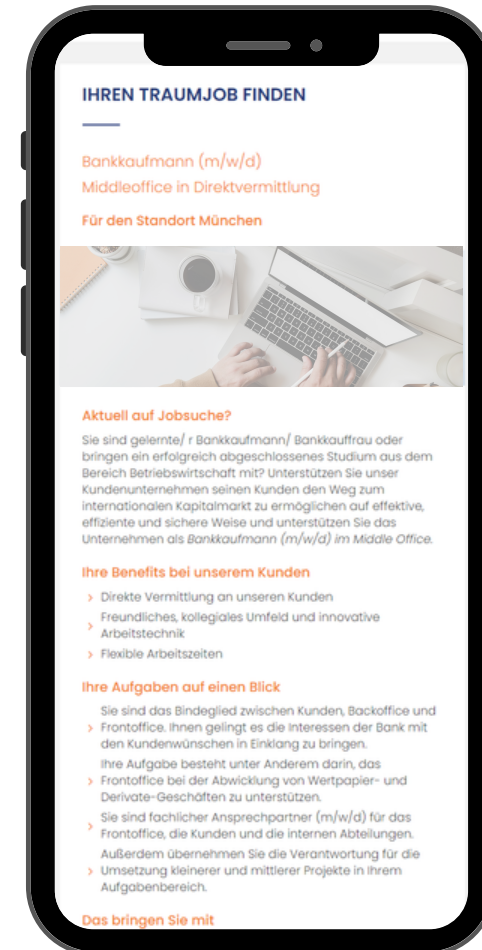 IHREN TRAUMJOB FINDEN
Bankkaufmann (m/w/d)
Middleoffice in Direktvermittlung
Für den Standort München
Aktuell auf Jobsuche?
Sie sind gelernte/ r Bankkaufmann/ Bankkauffrau oder
bringen ein erfolgreich abgeschlossenes Studium aus dem
Bereich Betriebswirtschaft mit? Unterstützen Sie unser
Kundenunternehmen seinen Kunden den Weg zum
internationalen Kapitalmarkt zu ermöglichen auf effektive,
effiziente und sichere Weise und unterstützen Sie das
Unternehmen als Bankkaufmann (m/w/d) im Middle Office.
Ihre Benefits bei unserem Kunden
Direkte Vermittlung an unseren Kunden
Freundliches, kollegiales Umfeld und innovative
Arbeitstechnik
Flexible Arbeitszeiten
Ihre Aufgaben auf einen Blick
Sie sind das Bindeglied zwischen Kunden, Backoffice und
Frontoffice. Ihnen gelingt es die Interessen der Bank mit
den Kundenwünschen in Einklang zu bringen.
Ihre Aufgabe besteht unter Anderem darin, das
Frontoffice bei der Abwicklung von Wertpapier- und
Derivate-Geschäften zu unterstützen.
Sie sind fachlicher Ansprechpartner (m/w/d) für das
Frontoffice, die Kunden und die internen Abteilungen.
Außerdem übernehmen Sie die Verantwortung für die
Umsetzung kleinerer und mittlerer Projekte in Ihrem
Aufgabenbereich.
Das bringen Sie mit